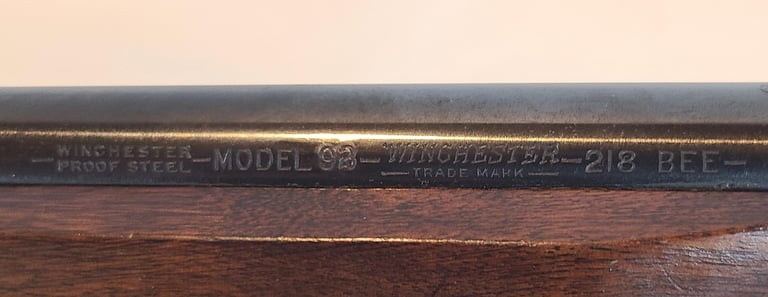 —WINCHESTER PROOF STEEL—MODEL 92—WINCHESTER—218 BEE—
—TRADE MARK—